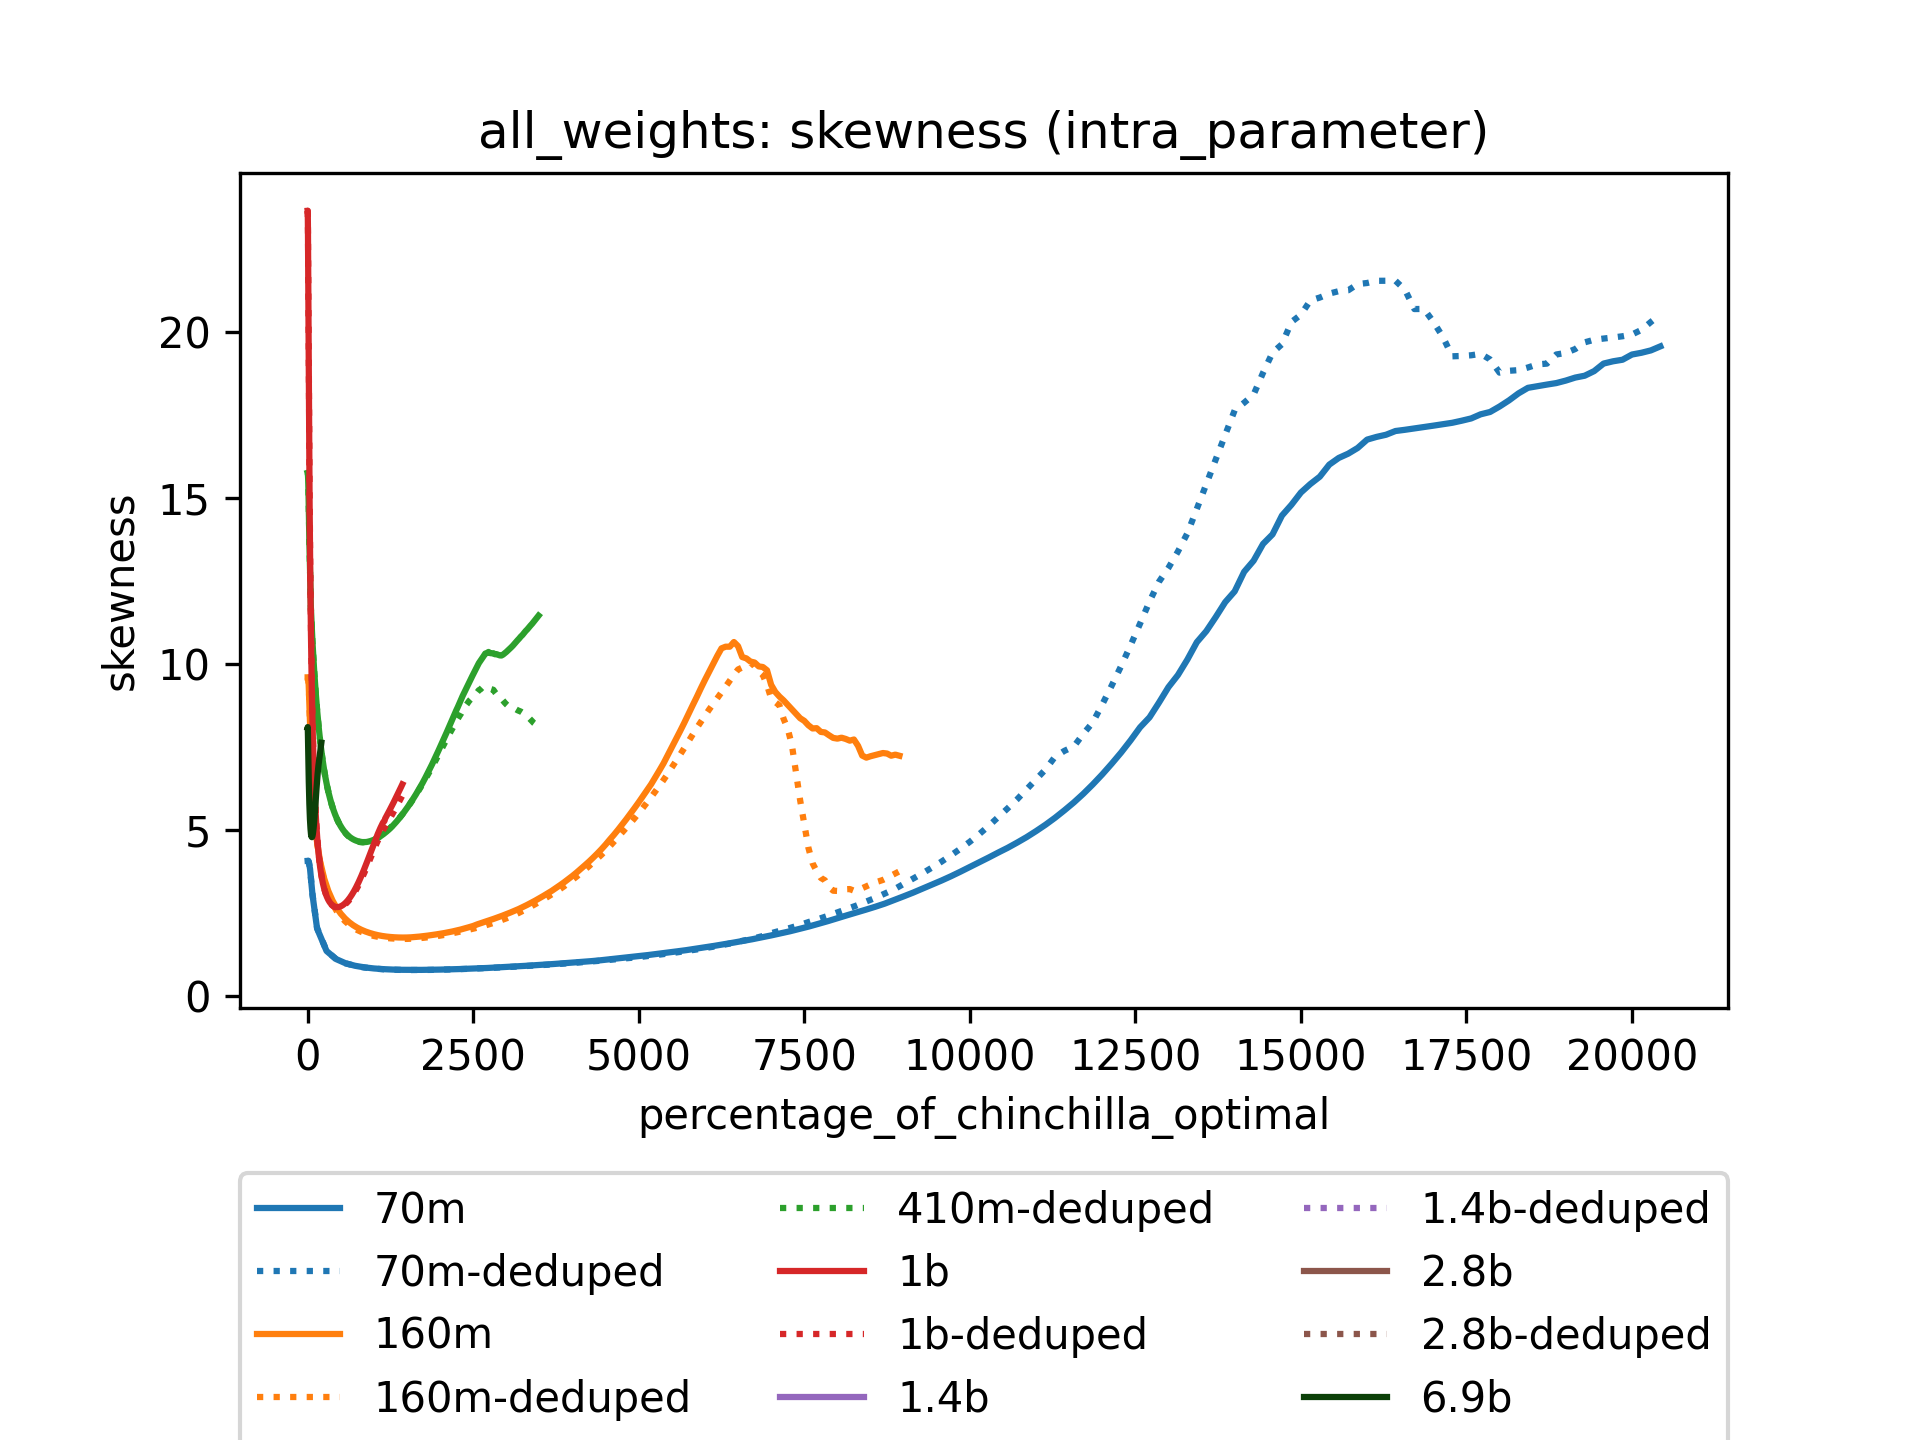 all_weights: skewness (intra_parameter)
skewness
20
15
10
5
0
0 2500 5000 7500 10000 12500 15000 17500 20000
percentage_of_chinchilla_optimal
70m
70m-deduped
160m
160m-deduped
410m-deduped
1b
1b-deduped
1.4b
1.4b-deduped
2.8b
2.8b-deduped
6.9b